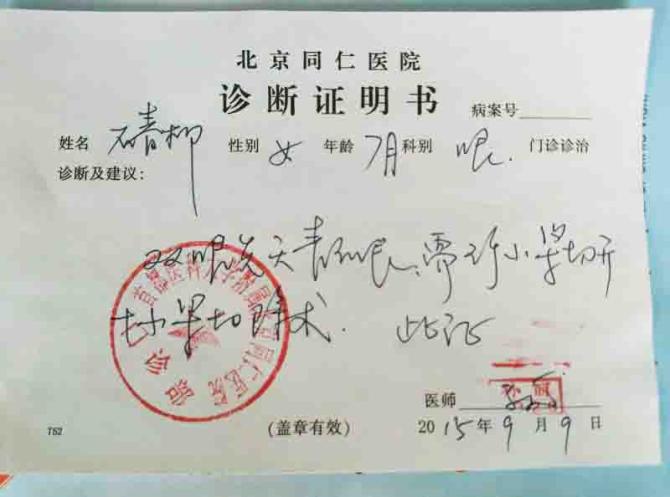 北京同仁医院
诊断证明书
病案号
姓名 性别 女 年龄 7月 科别 眼 门诊诊治
诊断及建议:
双眼先天青光眼,需行小梁切开
+小梁切除术. 此证
医师
(盖章有效) 2015年9月9日
752